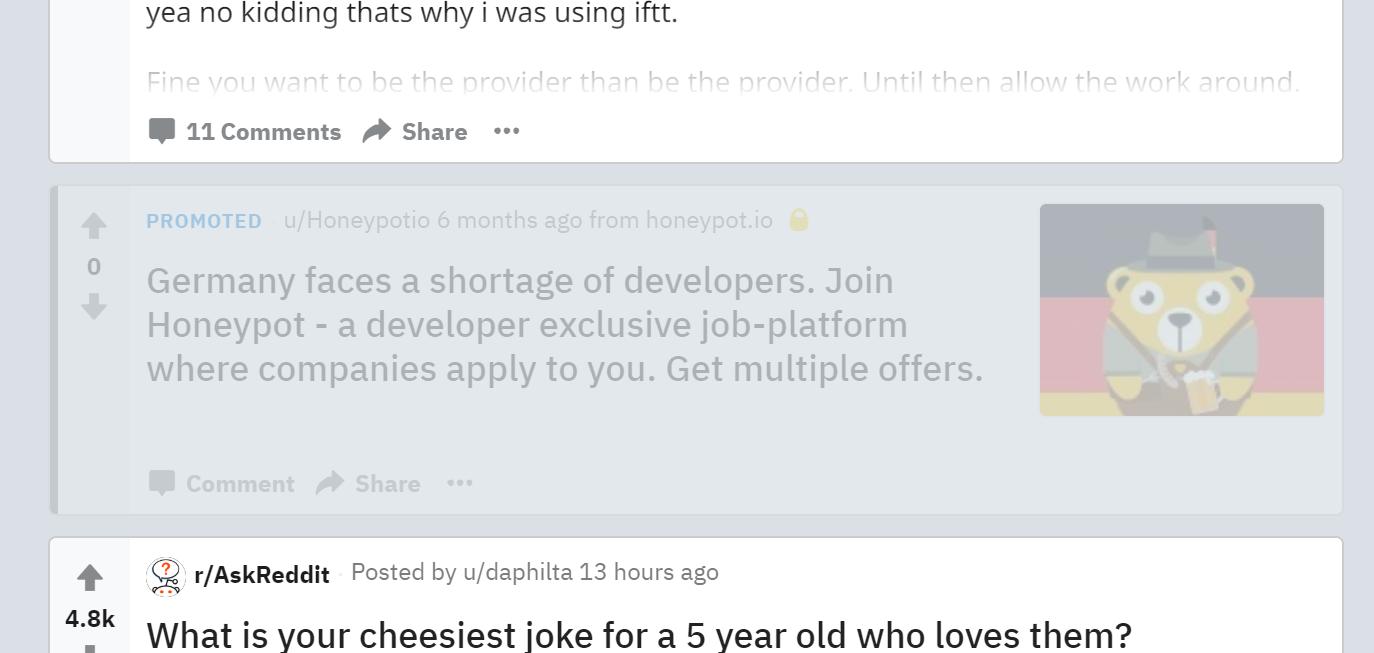 yea no kidding thats why i was using iftt.
Fine you want to be the provider than be the provider. Until then allow the work around.
11 Comments Share
PROMOTED · u/Honeypotio 6 months ago from honeypot.io
0
Germany faces a shortage of developers. Join
Honeypot - a developer exclusive job-platform
where companies apply to you. Get multiple offers.
Comment Share
r/AskReddit · Posted by u/daphilta 13 hours ago
4.8k
What is your cheesiest joke for a 5 year old who loves them?